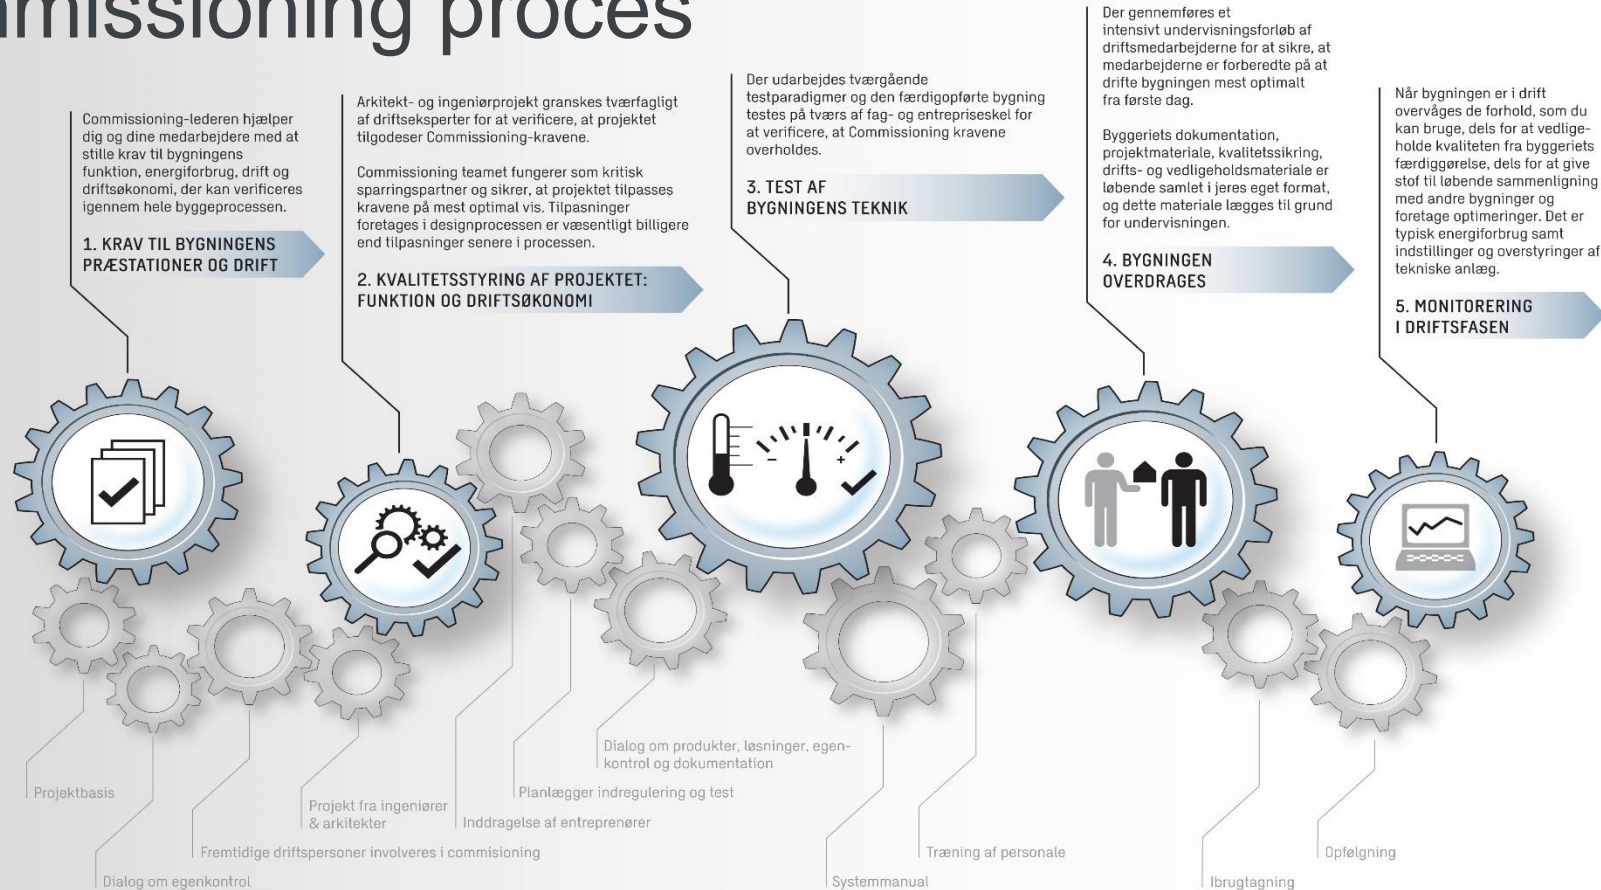 mmissioning proces
Commissioning-lederen hjælper
dig og dine medarbejdere med at
stille krav til bygningens
funktion, energiforbrug, drift og
driftsøkonomi, der kan verificeres
igennem hele byggeprocessen.
1. KRAV TIL BYGNINGENS
PRÆSTATIONER OG DRIFT
Arkitekt- og ingeniørprojekt granskes tværfagligt
af driftseksperter for at verificere, at projektet
tilgodeser Commissioning-kravene.
Commissioning teamet fungerer som kritisk
sparringspartner og sikrer, at projektet tilpasses
kravene på mest optimal vis. Tilpasninger
foretages i designprocessen er væsentligt billigere
end tilpasninger senere i processen.
2. KVALITETSSTYRING AF PROJEKTET:
FUNKTION OG DRIFTSØKONOMI
Der udarbejdes tværgående
testparadigmer og den færdigopførte bygning
testes på tværs af fag- og entrepriseskel for
at verificere, at Commissioning kravene
overholdes.
3. TEST AF
BYGNINGENS TEKNIK
Der gennemføres et
intensivt undervisningsforløb af
driftsmedarbejderne for at sikre, at
medarbejderne er forberedte på at
drifte bygningen mest optimalt
fra første dag.
Byggeriets dokumentation,
projektmateriale, kvalitetssikring,
drifts- og vedligeholdsmateriale er
løbende samlet i jeres eget format,
og dette materiale lægges til grund
for undervisningen.
4. BYGNINGEN
OVERDRAGES
Når bygningen er i drift
overvåges de forhold, som du
kan bruge, dels for at vedlige-
holde kvaliteten fra byggeriets
færdiggørelse, dels for at give
stof til løbende sammenligning
med andre bygninger og
foretage optimeringer. Det er
typisk energiforbrug samt
indstillinger og overstyringer af
tekniske anlæg.
5. MONITORERING
I DRIFTSFASEN
Projektbasis
Dialog om egenkontrol
Fremtidige driftspersoner involveres i commisioning
Projekt fra ingeniører
& arkitekter
Inddragelse af entreprenører
Planlægger indregulering og test
Dialog om produkter, løsninger, egen-
kontrol og dokumentation
Systemmanual
Træning af personale
Ibrugtagning
Opfølgning